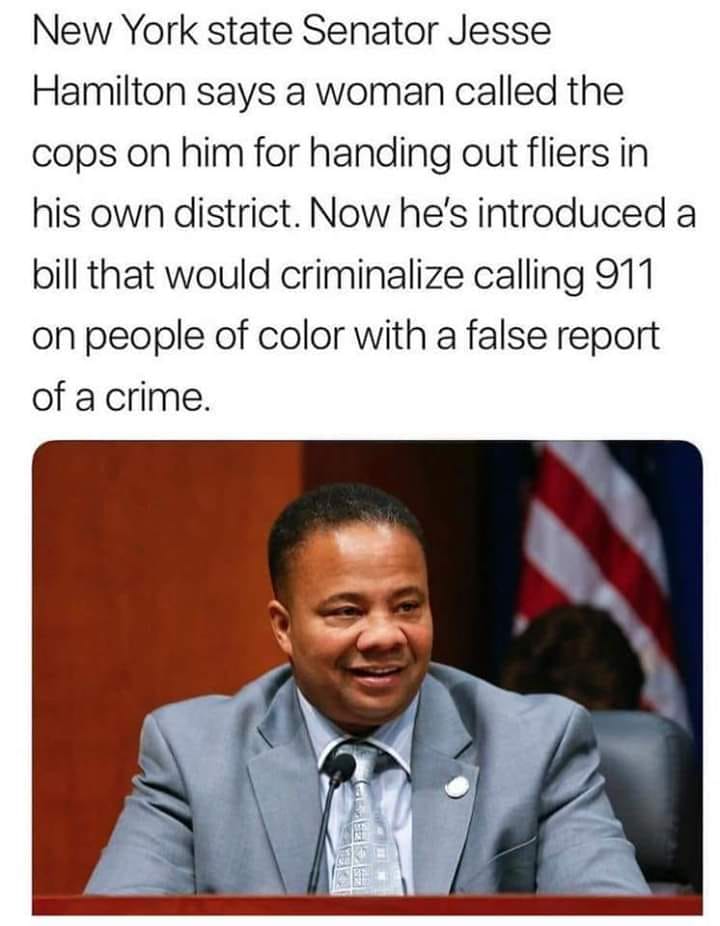 New York state Senator Jesse
Hamilton says a woman called the
cops on him for handing out fliers in
his own district. Now he's introduced a
bill that would criminalize calling 911
on people of color with a false report
of a crime.